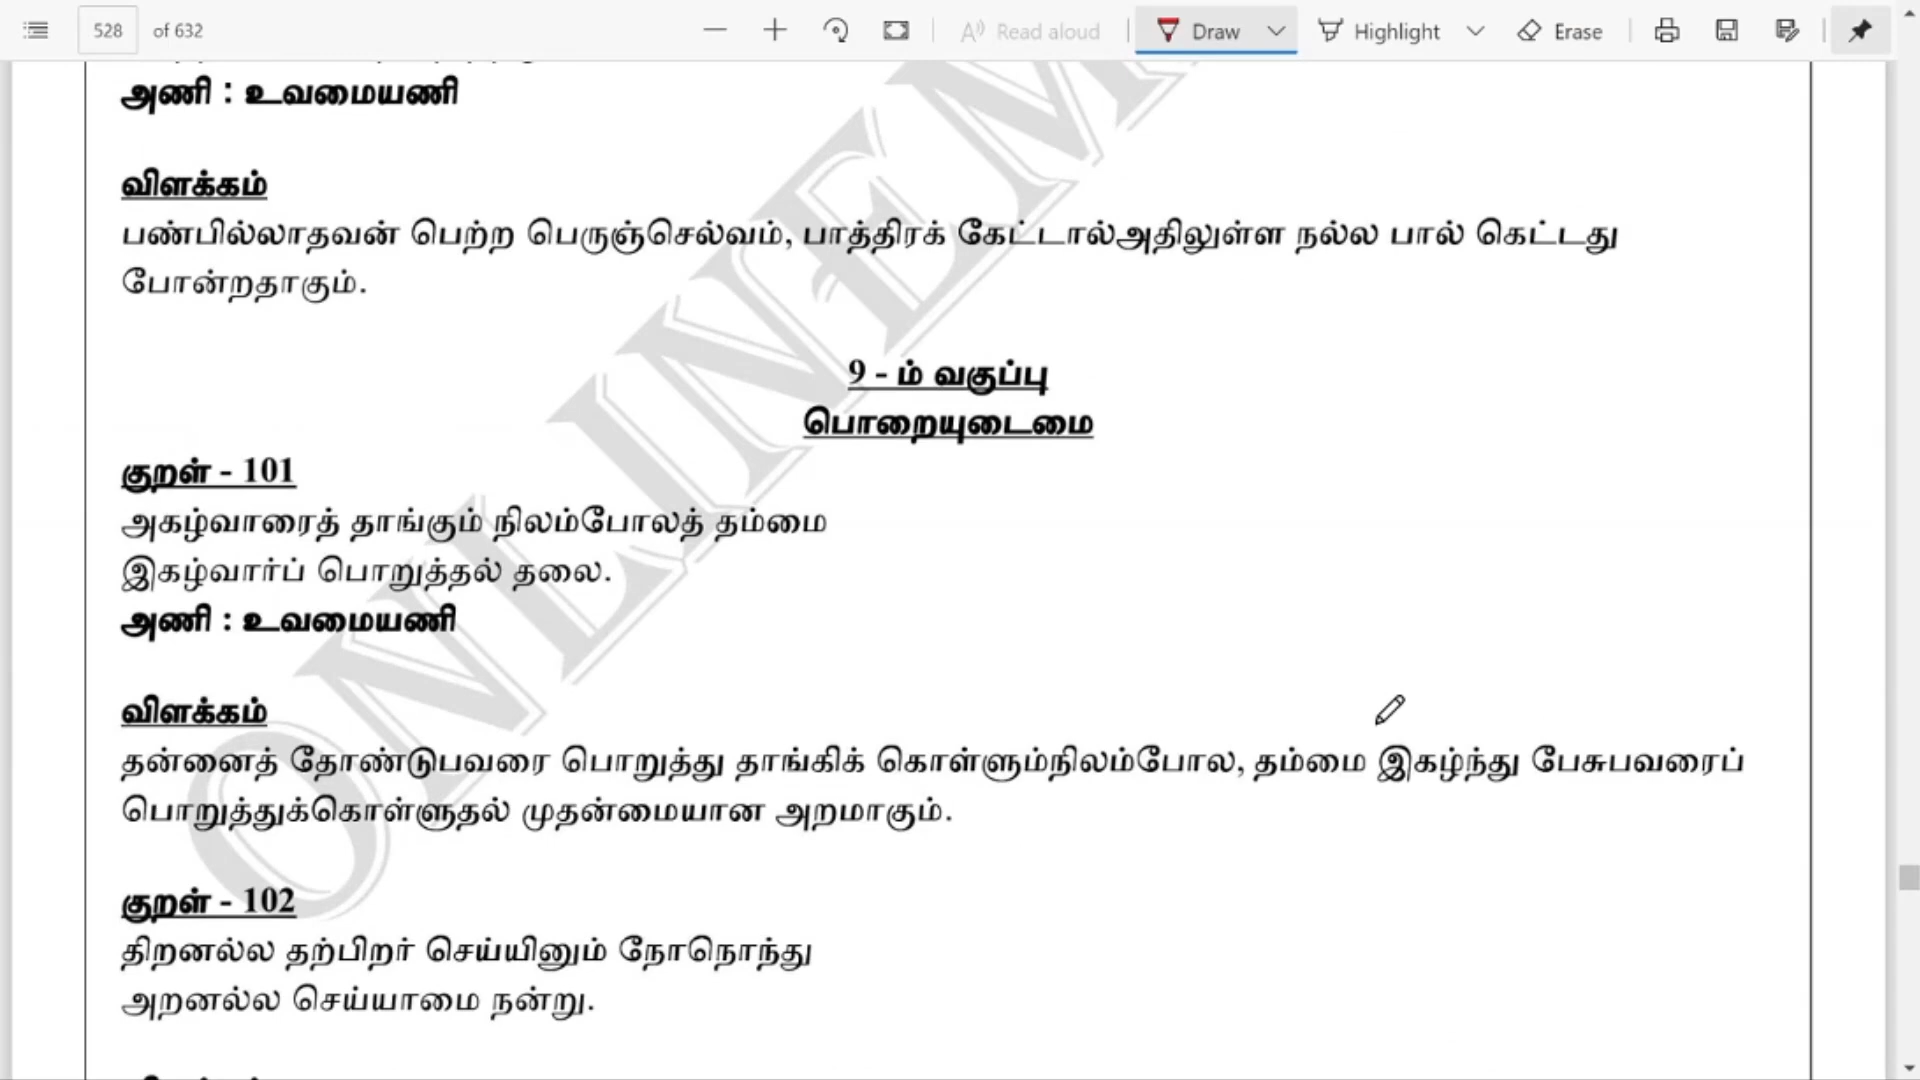 528 of 632 Read aloud Draw Highlight Erase
அணி : உவமையணி
விளக்கம்
பண்பில்லாதவன் பெற்ற பெருஞ்செல்வம், பாத்திரக் கேட்டால்அதிலுள்ள நல்ல பால் கெட்டது
போன்றதாகும்.
9 - ம் வகுப்பு
பொறையுடைமை
குறள் - 101
அகழ்வாரைத் தாங்கும் நிலம்போலத் தம்மை
இகழ்வார்ப் பொறுத்தல் தலை.
அணி : உவமையணி
விளக்கம்
தன்னைத் தோண்டுபவரை பொறுத்து தாங்கிக் கொள்ளும்நிலம்போல, தம்மை இகழ்ந்து பேசுபவரைப்
பொறுத்துக்கொள்ளுதல் முதன்மையான அறமாகும்.
குறள் - 102
திறனல்ல தற்பிறர் செய்யினும் நோநொந்து
அறனல்ல செய்யாமை நன்று.
ONLINE